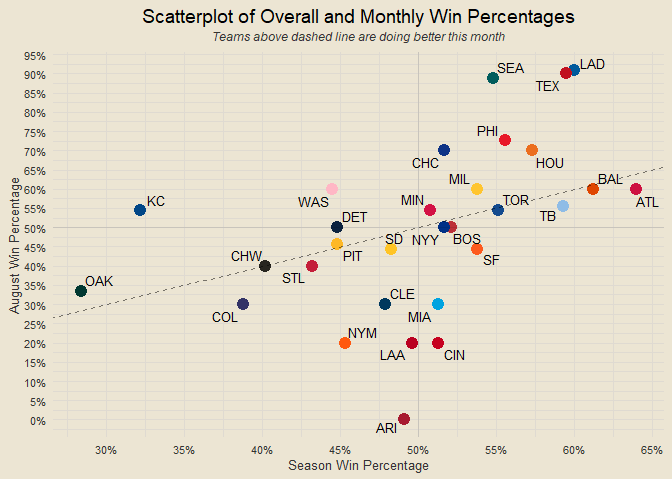 Scatterplot of Overall and Monthly Win Percentages
Teams above dashed line are doing better this month
95%
90%
85%
80%
75%
70%
65%
60%
55%
50%
45%
40%
35%
30%
25%
20%
15%
10%
5%
0%
August Win Percentage
SEA
LAD
TEX
PHI
CHC
HOU
MIL
BAL
WAS
KC
MIN
TOR
TB
ATL
DET
SD
NYY
BOS
CHW
PIT
SF
STL
OAK
CLE
COL
MIA
NYM
LAA
CIN
ARI
30%
35%
40%
45%
50%
55%
60%
65%
Season Win Percentage